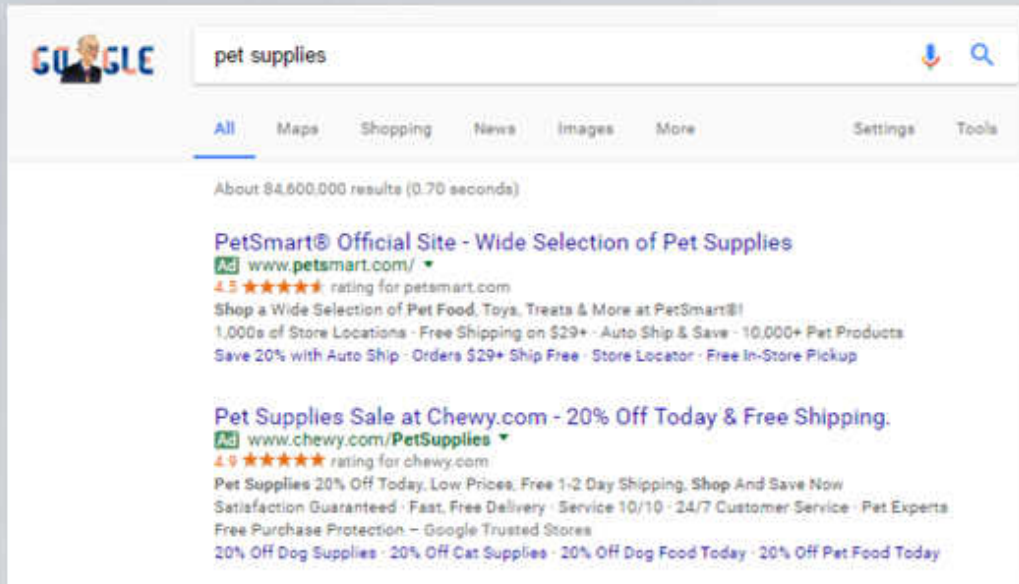 GOOGLE
pet supplies
All Maps Shopping News Images More Settings Tools
About 84,600,000 results (0.70 seconds)
PetSmart® Official Site - Wide Selection of Pet Supplies
Ad www.petsmart.com/
4.5 ★★★★★ rating for petsmart.com
Shop a Wide Selection of Pet Food, Toys, Treats & More at PetSmart®!
1,000s of Store Locations · Free Shipping on $29+ · Auto Ship & Save · 10,000+ Pet Products
Save 20% with Auto Ship · Orders $29+ Ship Free · Store Locator · Free In-Store Pickup
Pet Supplies Sale at Chewy.com - 20% Off Today & Free Shipping.
Ad www.chewy.com/PetSupplies
4.9 ★★★★★ rating for chewy.com
Pet Supplies 20% Off Today, Low Prices, Free 1-2 Day Shipping, Shop And Save Now
Satisfaction Guaranteed · Fast, Free Delivery · Service 10/10 · 24/7 Customer Service · Pet Experts
Free Purchase Protection – Google Trusted Stores
20% Off Dog Supplies · 20% Off Cat Supplies · 20% Off Dog Food Today · 20% Off Pet Food Today